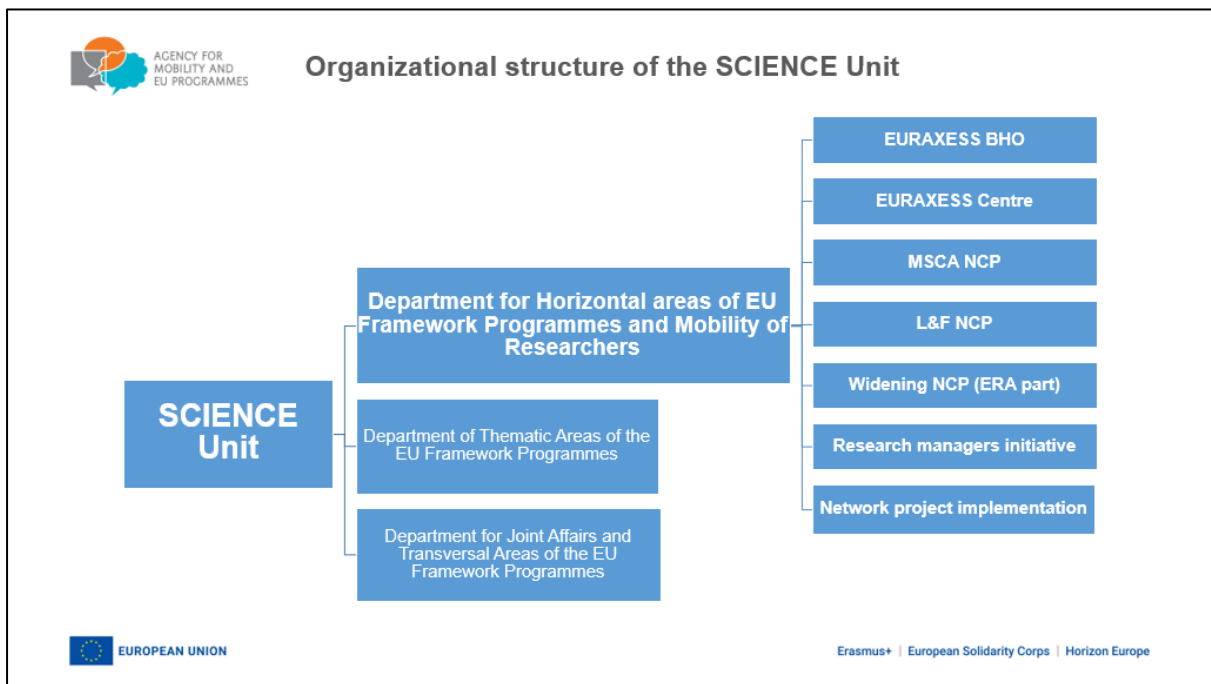 AGENCY FOR
MOBILITY AND
EU PROGRAMMES
Organizational structure of the SCIENCE Unit
SCIENCE
Unit
Department for Horizontal areas of EU
Framework Programmes and Mobility of
Researchers
Department of Thematic Areas of the
EU Framework Programmes
Department for Joint Affairs and
Transversal Areas of the EU
Framework Programmes
EURAXESS BHO
EURAXESS Centre
MSCA NCP
L&F NCP
Widening NCP (ERA part)
Research managers initiative
Network project implementation
EUROPEAN UNION
Erasmus+ | European Solidarity Corps | Horizon Europe